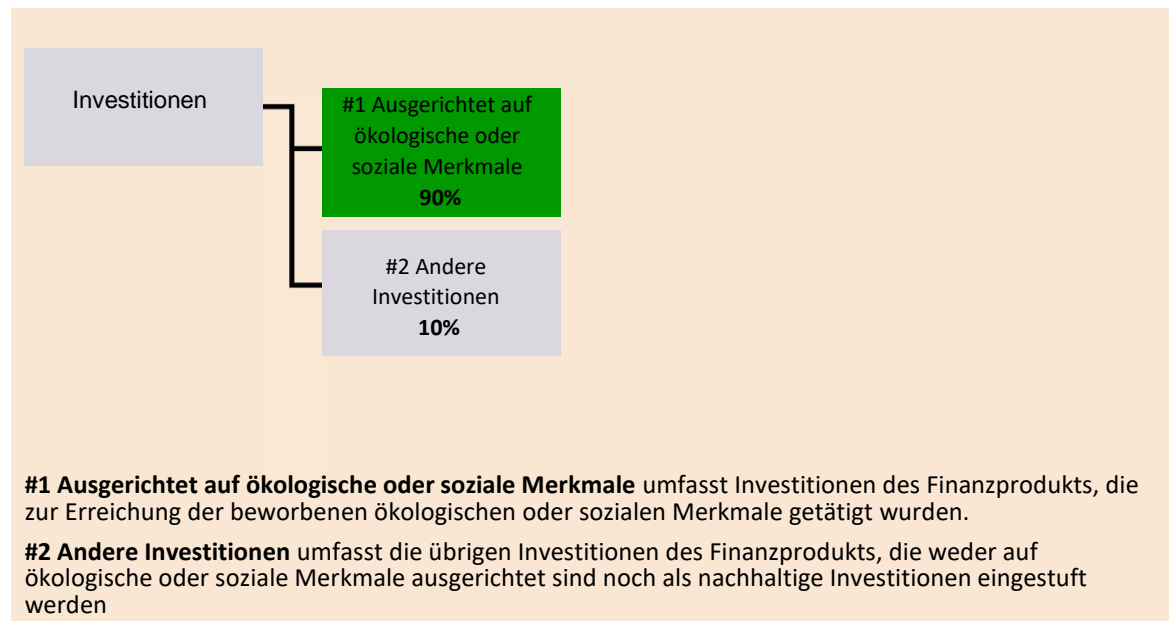 Investitionen
#1 Ausgerichtet auf
ökologische oder
soziale Merkmale
90%
#2 Andere
Investitionen
10%
#1 Ausgerichtet auf ökologische oder soziale Merkmale umfasst Investitionen des Finanzprodukts, die
zur Erreichung der beworbenen ökologischen oder sozialen Merkmale getätigt wurden.
#2 Andere Investitionen umfasst die übrigen Investitionen des Finanzprodukts, die weder auf
ökologische oder soziale Merkmale ausgerichtet sind noch als nachhaltige Investitionen eingestuft
werden